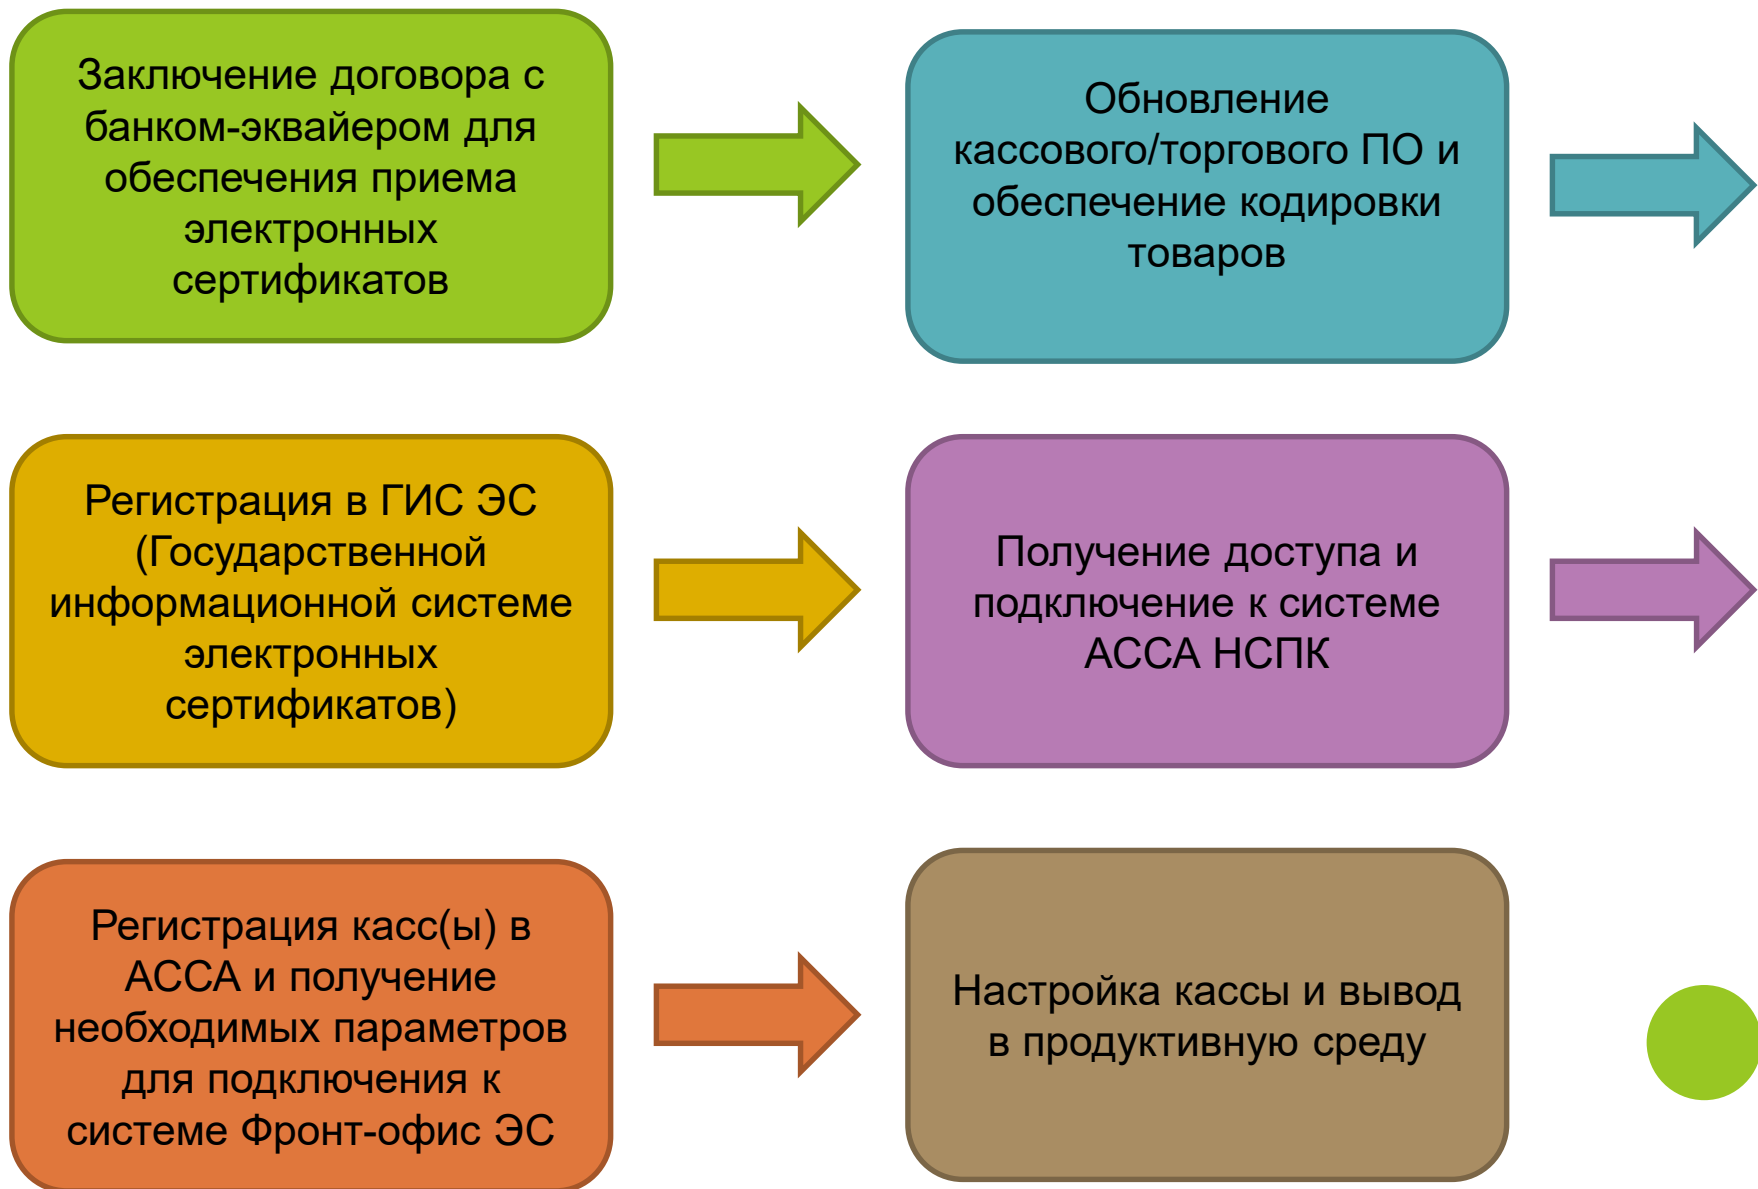 Заключение договора с
банком-эквайером для
обеспечения приема
электронных
сертификатов
Обновление
кассового/торгового ПО и
обеспечение кодировки
товаров
Регистрация в ГИС ЭС
(Государственной
информационной системе
электронных
сертификатов)
Получение доступа и
подключение к системе
АССА НСПК
Регистрация касс(ы) в
АССА и получение
необходимых параметров
для подключения к
системе Фронт-офис ЭС
Настройка кассы и вывод
в продуктивную среду